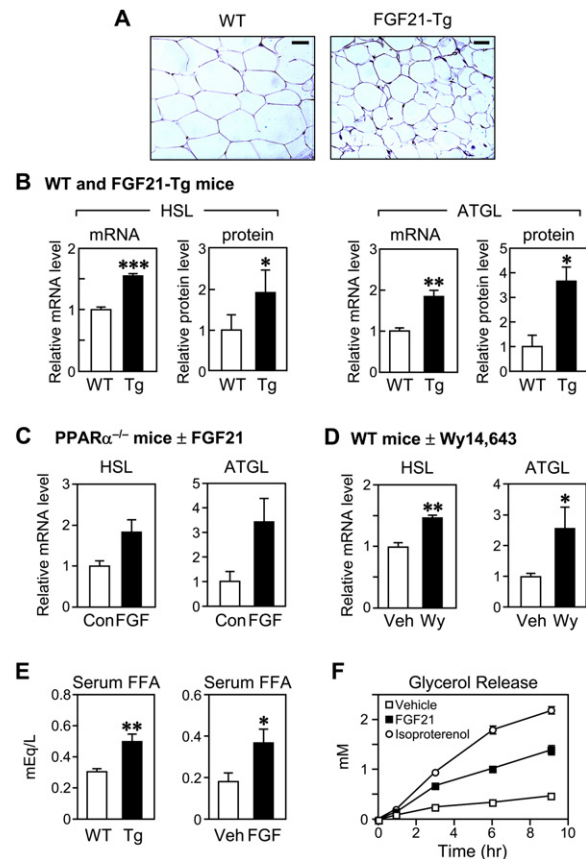 A
WT
FGF21-Tg
B WT and FGF21-Tg mice
HSL
ATGL
mRNA
protein
mRNA
protein
Relative mRNA level
2.0
1.5
1.0
0.5
0
***
WT Tg
Relative protein level
3
2
1
0
*
WT Tg
Relative mRNA level
3
2
1
0
**
WT Tg
Relative protein level
5
4
3
2
1
0
*
WT Tg
C PPARα–/– mice ± FGF21
HSL
ATGL
Relative mRNA level
3
2
1
0
Con FGF
5
4
3
2
1
0
Con FGF
D WT mice ± Wy14,643
HSL
ATGL
Relative mRNA level
2
1
0
**
Veh Wy
4
3
2
1
0
*
Veh Wy
E
Serum FFA
Serum FFA
mEq/L
0.8
0.6
0.4
0.2
0
**
WT Tg
0.6
0.4
0.2
0
*
Veh FGF
F
Glycerol Release
Vehicle
FGF21
Isoproterenol
mM
2
1
0
0 2 4 6 8 10
Time (hr)